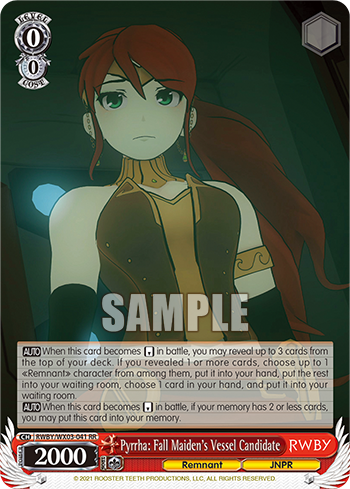 LEVEL
0
0
COST
SAMPLE
[AUTO] When this card becomes [ ] in battle, you may reveal up to 3 cards from
the top of your deck. If you revealed 1 or more cards, choose up to 1
«Remnant» character from among them, put it into your hand, put the rest
into your waiting room, choose 1 card in your hand, and put it into your
waiting room.
[AUTO] When this card becomes [ ] in battle, if your memory has 2 or less cards,
you may put this card into your memory.
CH RWBY/WX03-041 RR
Pyrrha: Fall Maiden's Vessel Candidate
RWBY
POWER
2000
Remnant
JNPR
© 2021 ROOSTER TEETH PRODUCTIONS, LLC, ALL RIGHTS RESERVED.